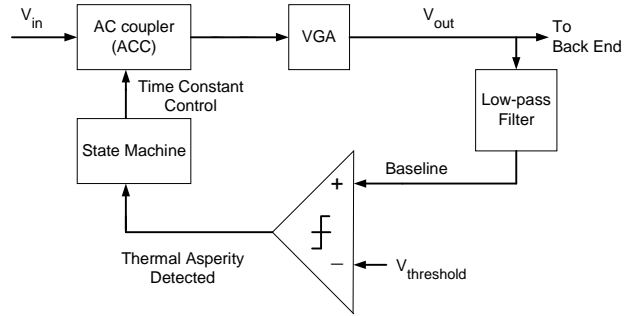 V_in
AC coupler
(ACC)
VGA
V_out
To
Back End
Time Constant
Control
Low-pass
Filter
State Machine
Baseline
+
−
V_threshold
Thermal Asperity
Detected